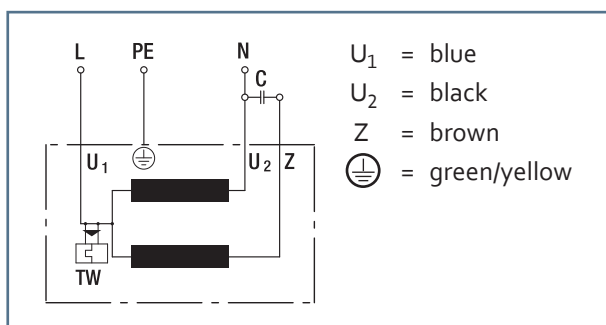 L PE N
C
U₁ U₂ Z
TW
U₁ = blue
U₂ = black
Z = brown
= green/yellow